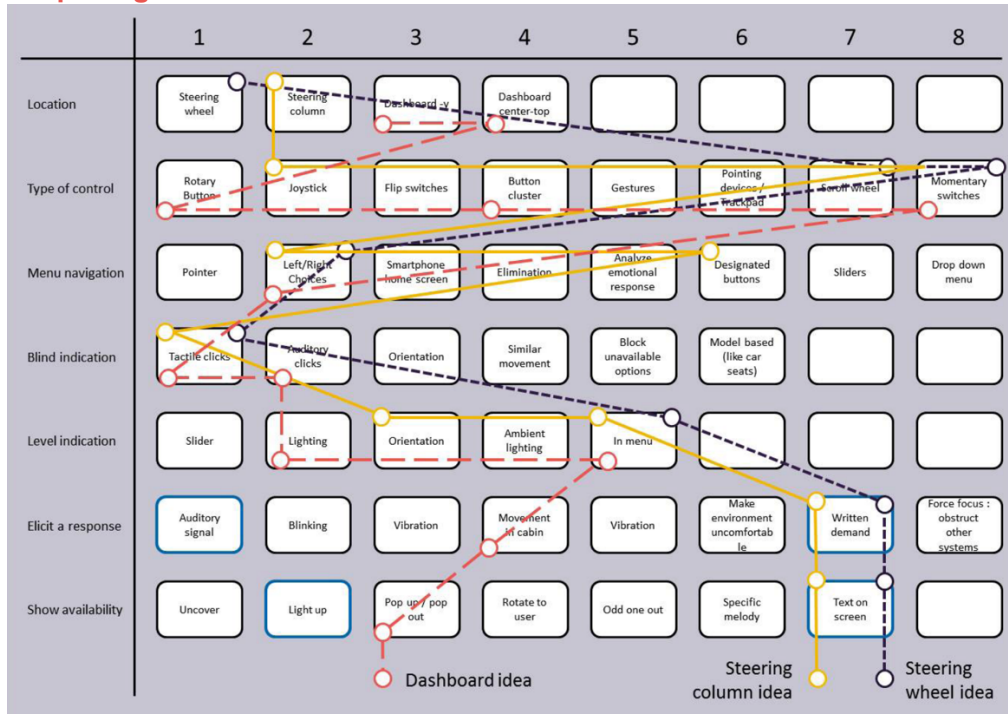 1 2 3 4 5 6 7 8
Location
Steering
wheel
Steering
column
Dashboard -y
Dashboard
center-top
Type of control
Rotary
Button
Joystick
Flip switches
Button
cluster
Gestures
Pointing
devices /
Trackpad
Scroll wheel
Momentary
switches
Menu navigation
Pointer
Left/Right
Choices
Smartphone
home screen
Elimination
Analyze
emotional
response
Designated
buttons
Sliders
Drop down
menu
Blind indication
Tactile clicks
Auditory
clicks
Orientation
Similar
movement
Block
unavailable
options
Model based
(like car
seats)
Level indication
Slider
Lighting
Orientation
Ambient
lighting
In menu
Elicit a response
Auditory
signal
Blinking
Vibration
Movement
in cabin
Vibration
Make
environment
uncomfortab
le
Written
demand
Force focus :
obstruct
other
systems
Show availability
Uncover
Light up
Pop up / pop
out
Rotate to
user
Odd one out
Specific
melody
Text on
screen
Dashboard idea
Steering
column idea
Steering
wheel idea